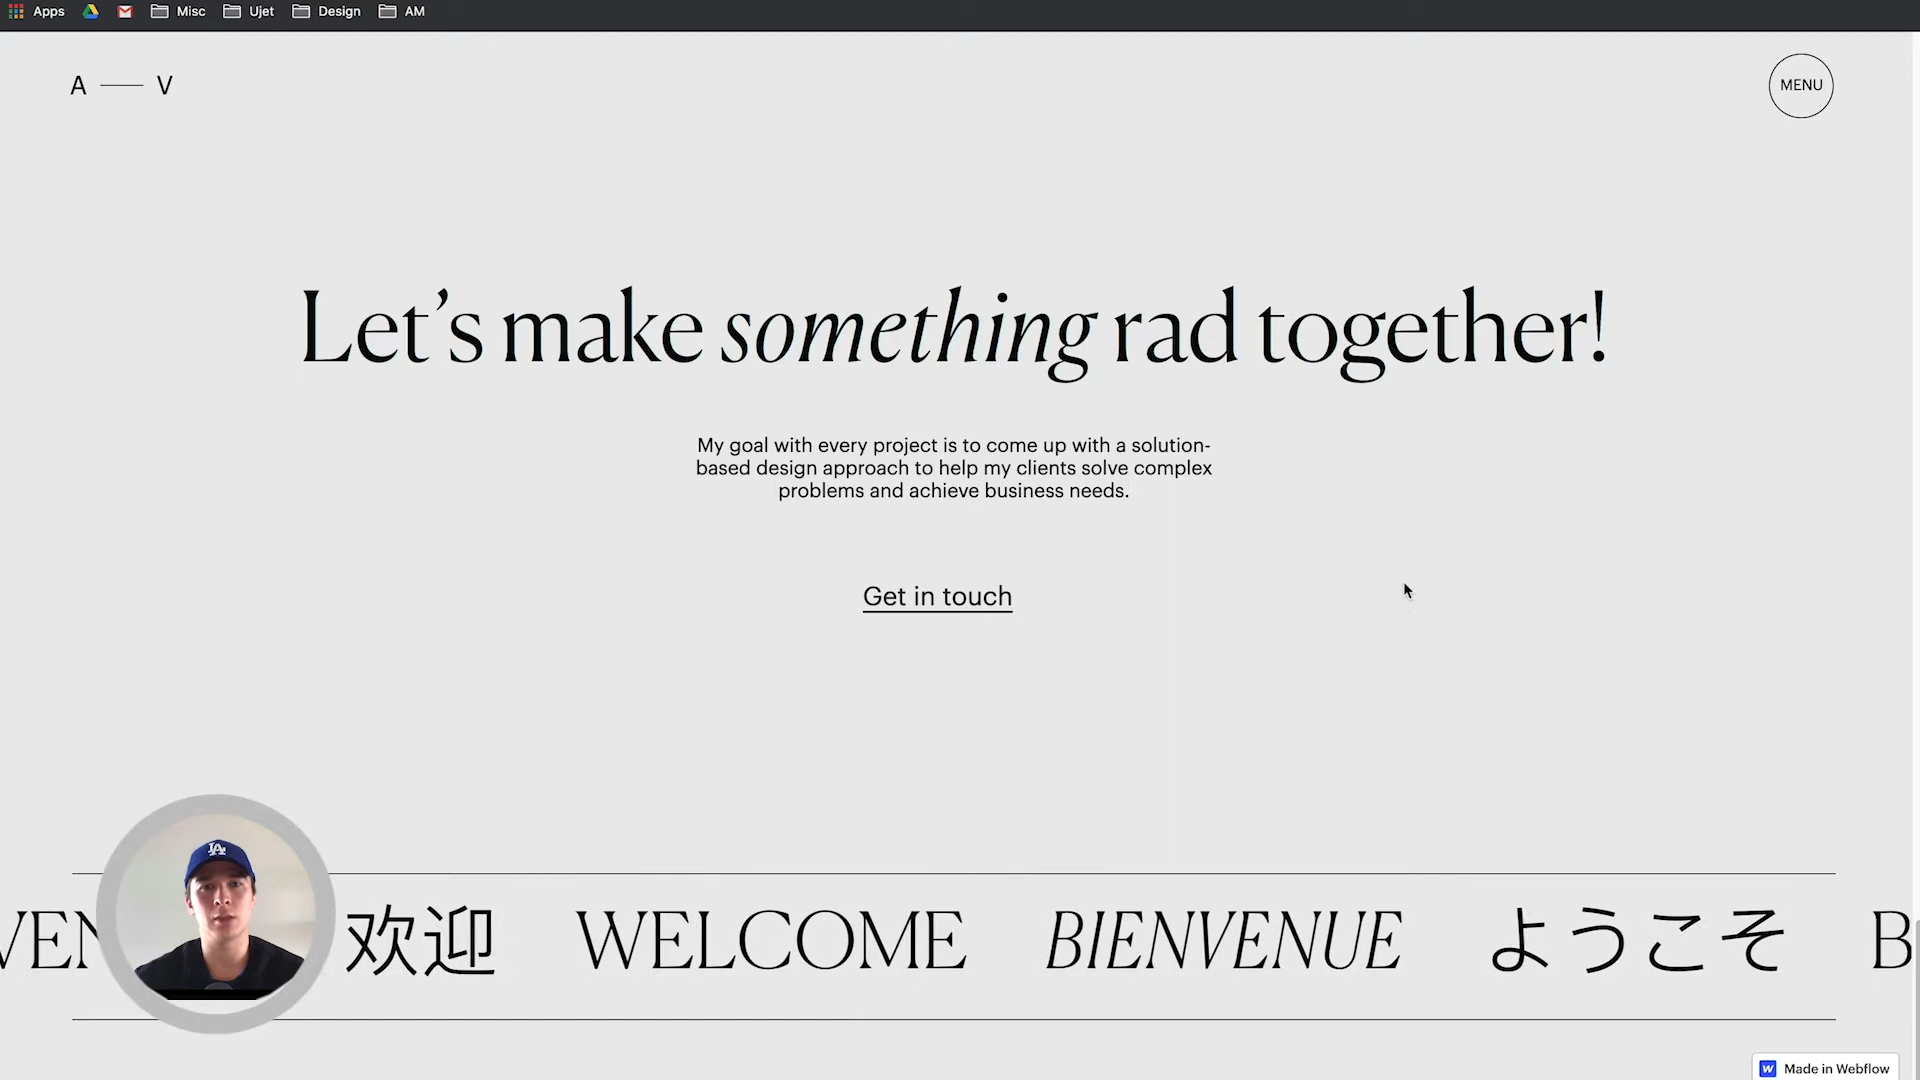 Apps Misc Ujet Design AM
A — V
MENU
Let’s make something rad together!
My goal with every project is to come up with a solution-
based design approach to help my clients solve complex
problems and achieve business needs.
Get in touch
LA
欢迎 WELCOME BIENVENUE ようこそ B
Made in Webflow